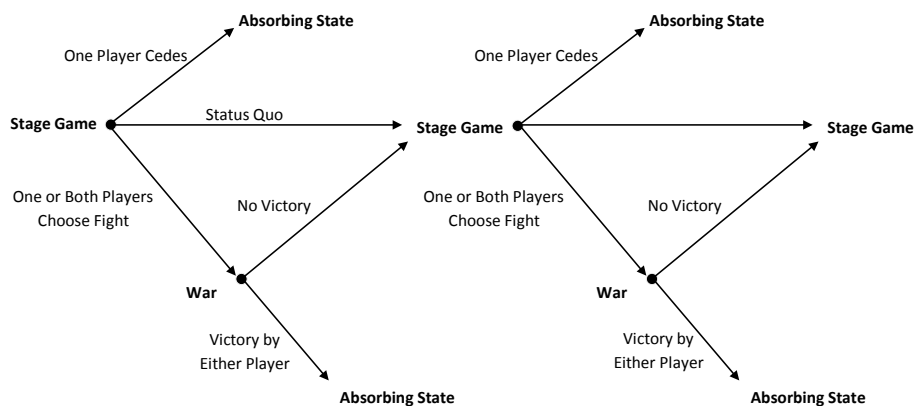 Absorbing State
Absorbing State
One Player Cedes
One Player Cedes
Status Quo
Stage Game
Stage Game
Stage Game
One or Both Players
Choose Fight
No Victory
One or Both Players
Choose Fight
No Victory
War
War
Victory by
Either Player
Victory by
Either Player
Absorbing State
Absorbing State